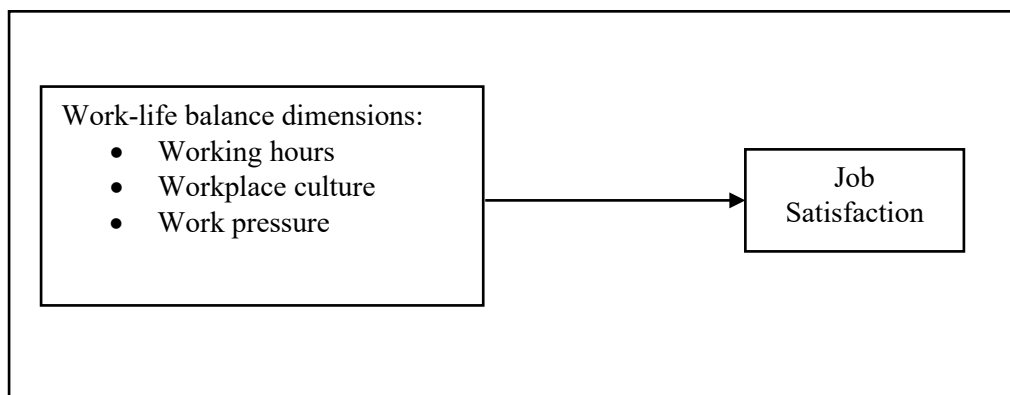 Work-life balance dimensions:
• Working hours
• Workplace culture
• Work pressure
Job
Satisfaction